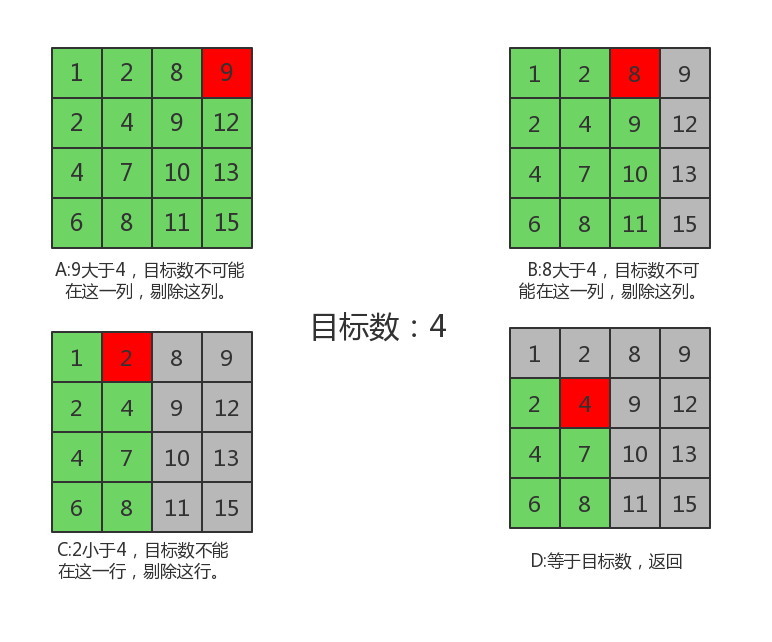 1 2 8 9
2 4 9 12
4 7 10 13
6 8 11 15
A:9大于4，目标数不可能
在这一列，剔除这列。
1 2 8 9
2 4 9 12
4 7 10 13
6 8 11 15
B:8大于4，目标数不可
能在这一列，剔除这列。
目标数：4
1 2 8 9
2 4 9 12
4 7 10 13
6 8 11 15
C:2小于4，目标数不能
在这一行，剔除这行。
1 2 8 9
2 4 9 12
4 7 10 13
6 8 11 15
D:等于目标数，返回